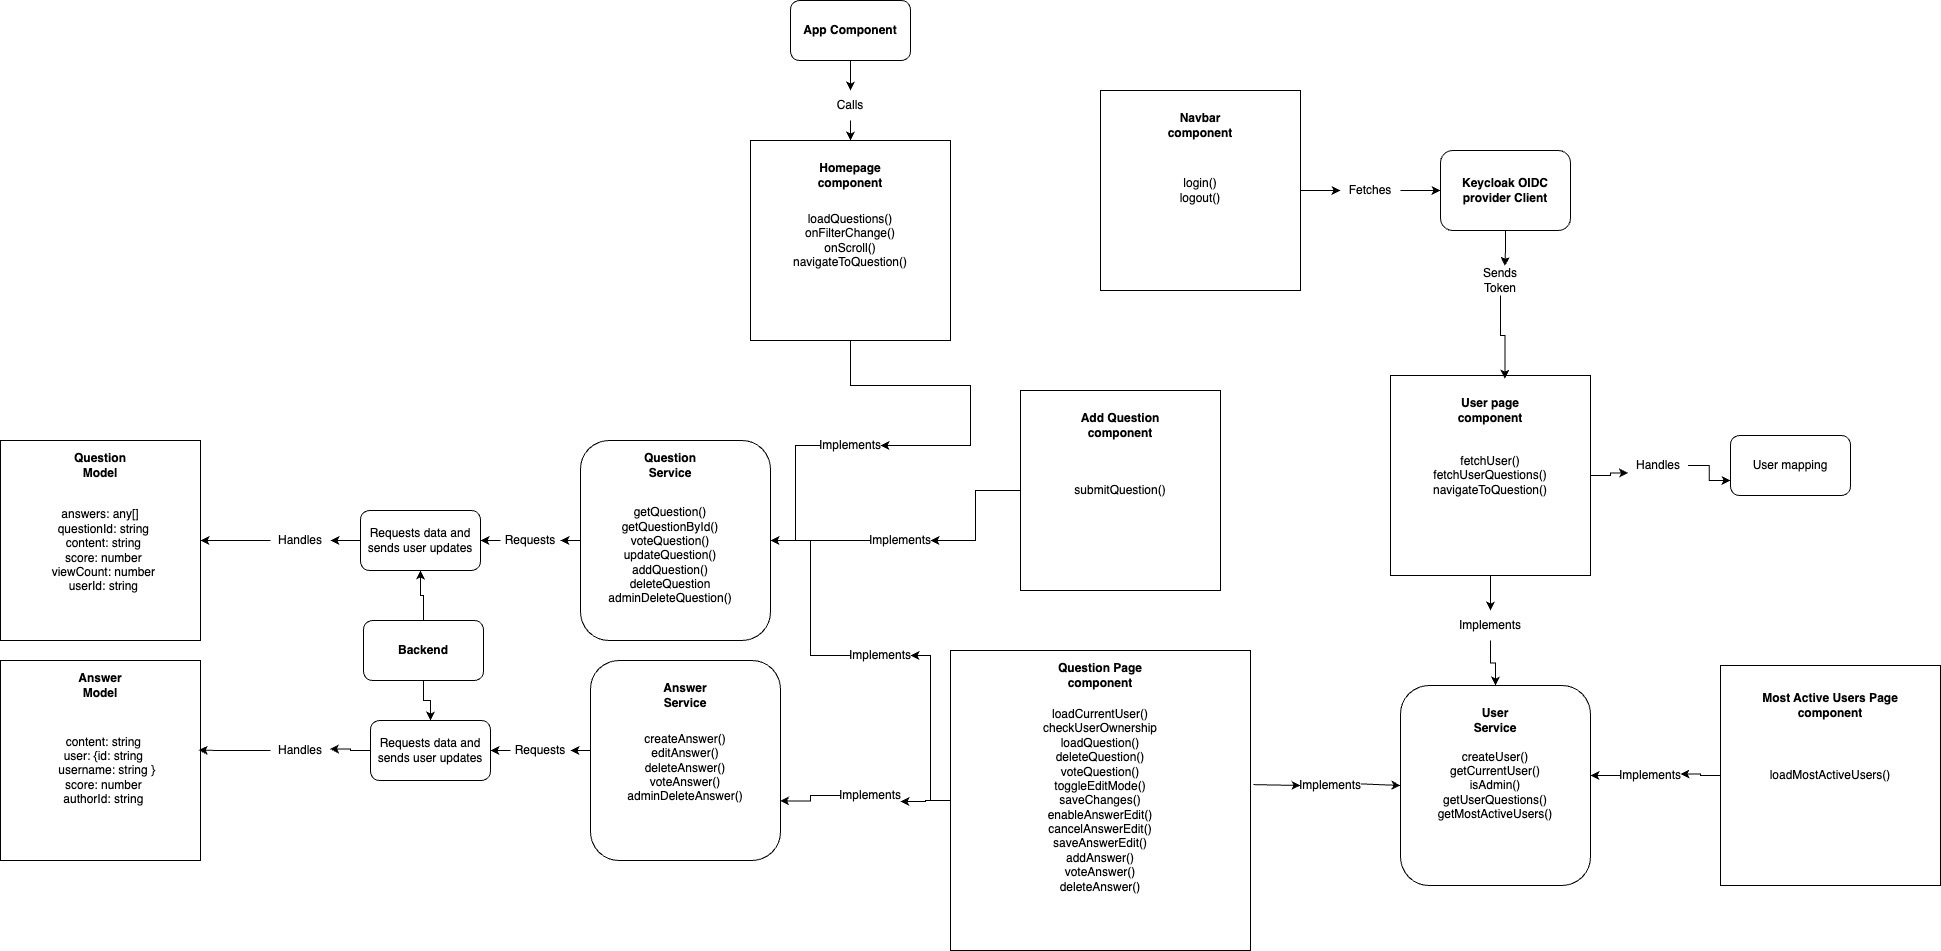 App Component
Calls
Homepage
component
loadQuestions()
onFilterChange()
onScroll()
navigateToQuestion()
Navbar
component
login()
logout()
Fetches
Keycloak OIDC
provider Client
Sends
Token
User page
component
fetchUser()
fetchUserQuestions()
navigateToQuestion()
Handles
User mapping
Implements
Add Question
component
submitQuestion()
Implements
Question
Service
getQuestion()
getQuestionById()
voteQuestion()
updateQuestion()
addQuestion()
deleteQuestion
adminDeleteQuestion()
Requests
Requests data and
sends user updates
Handles
Question
Model
answers: any[]
questionId: string
content: string
score: number
viewCount: number
userId: string
Backend
Answer
Model
content: string
user: {id: string
username: string }
score: number
authorId: string
Handles
Requests data and
sends user updates
Requests
Answer
Service
createAnswer()
editAnswer()
deleteAnswer()
voteAnswer()
adminDeleteAnswer()
Implements
Implements
Question Page
component
loadCurrentUser()
checkUserOwnership
loadQuestion()
deleteQuestion()
voteQuestion()
toggleEditMode()
saveChanges()
enableAnswerEdit()
cancelAnswerEdit()
saveAnswerEdit()
addAnswer()
voteAnswer()
deleteAnswer()
Implements
Implements
User
Service
createUser()
getCurrentUser()
isAdmin()
getUserQuestions()
getMostActiveUsers()
Implements
Most Active Users Page
component
loadMostActiveUsers()